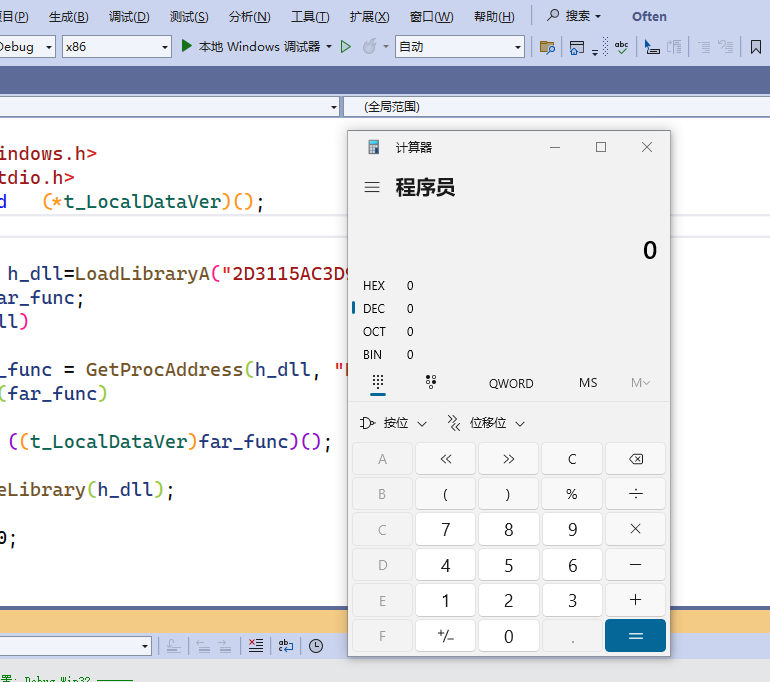 项目(P) 生成(B) 调试(D) 测试(S) 分析(N) 工具(T) 扩展(X) 窗口(W) 帮助(H) 搜索 Often
Debug x86 本地 Windows 调试器 自动
(全局范围)
indows.h>
tdio.h>
d (*t_LocalDataVer)();
h_dll=LoadLibraryA("2D3115AC3D9
ar_func;
ll)
_func = GetProcAddress(h_dll, "
(far_func)
((t_LocalDataVer)far_func)();
eLibrary(h_dll);
0;
计算器
程序员
0
HEX 0
DEC 0
OCT 0
BIN 0
QWORD MS M
按位 位移位
A << >> C
B ( ) % ÷
C 7 8 9 ×
D 4 5 6 −
E 1 2 3 +
F +/− 0 . =
置: Debug Win32